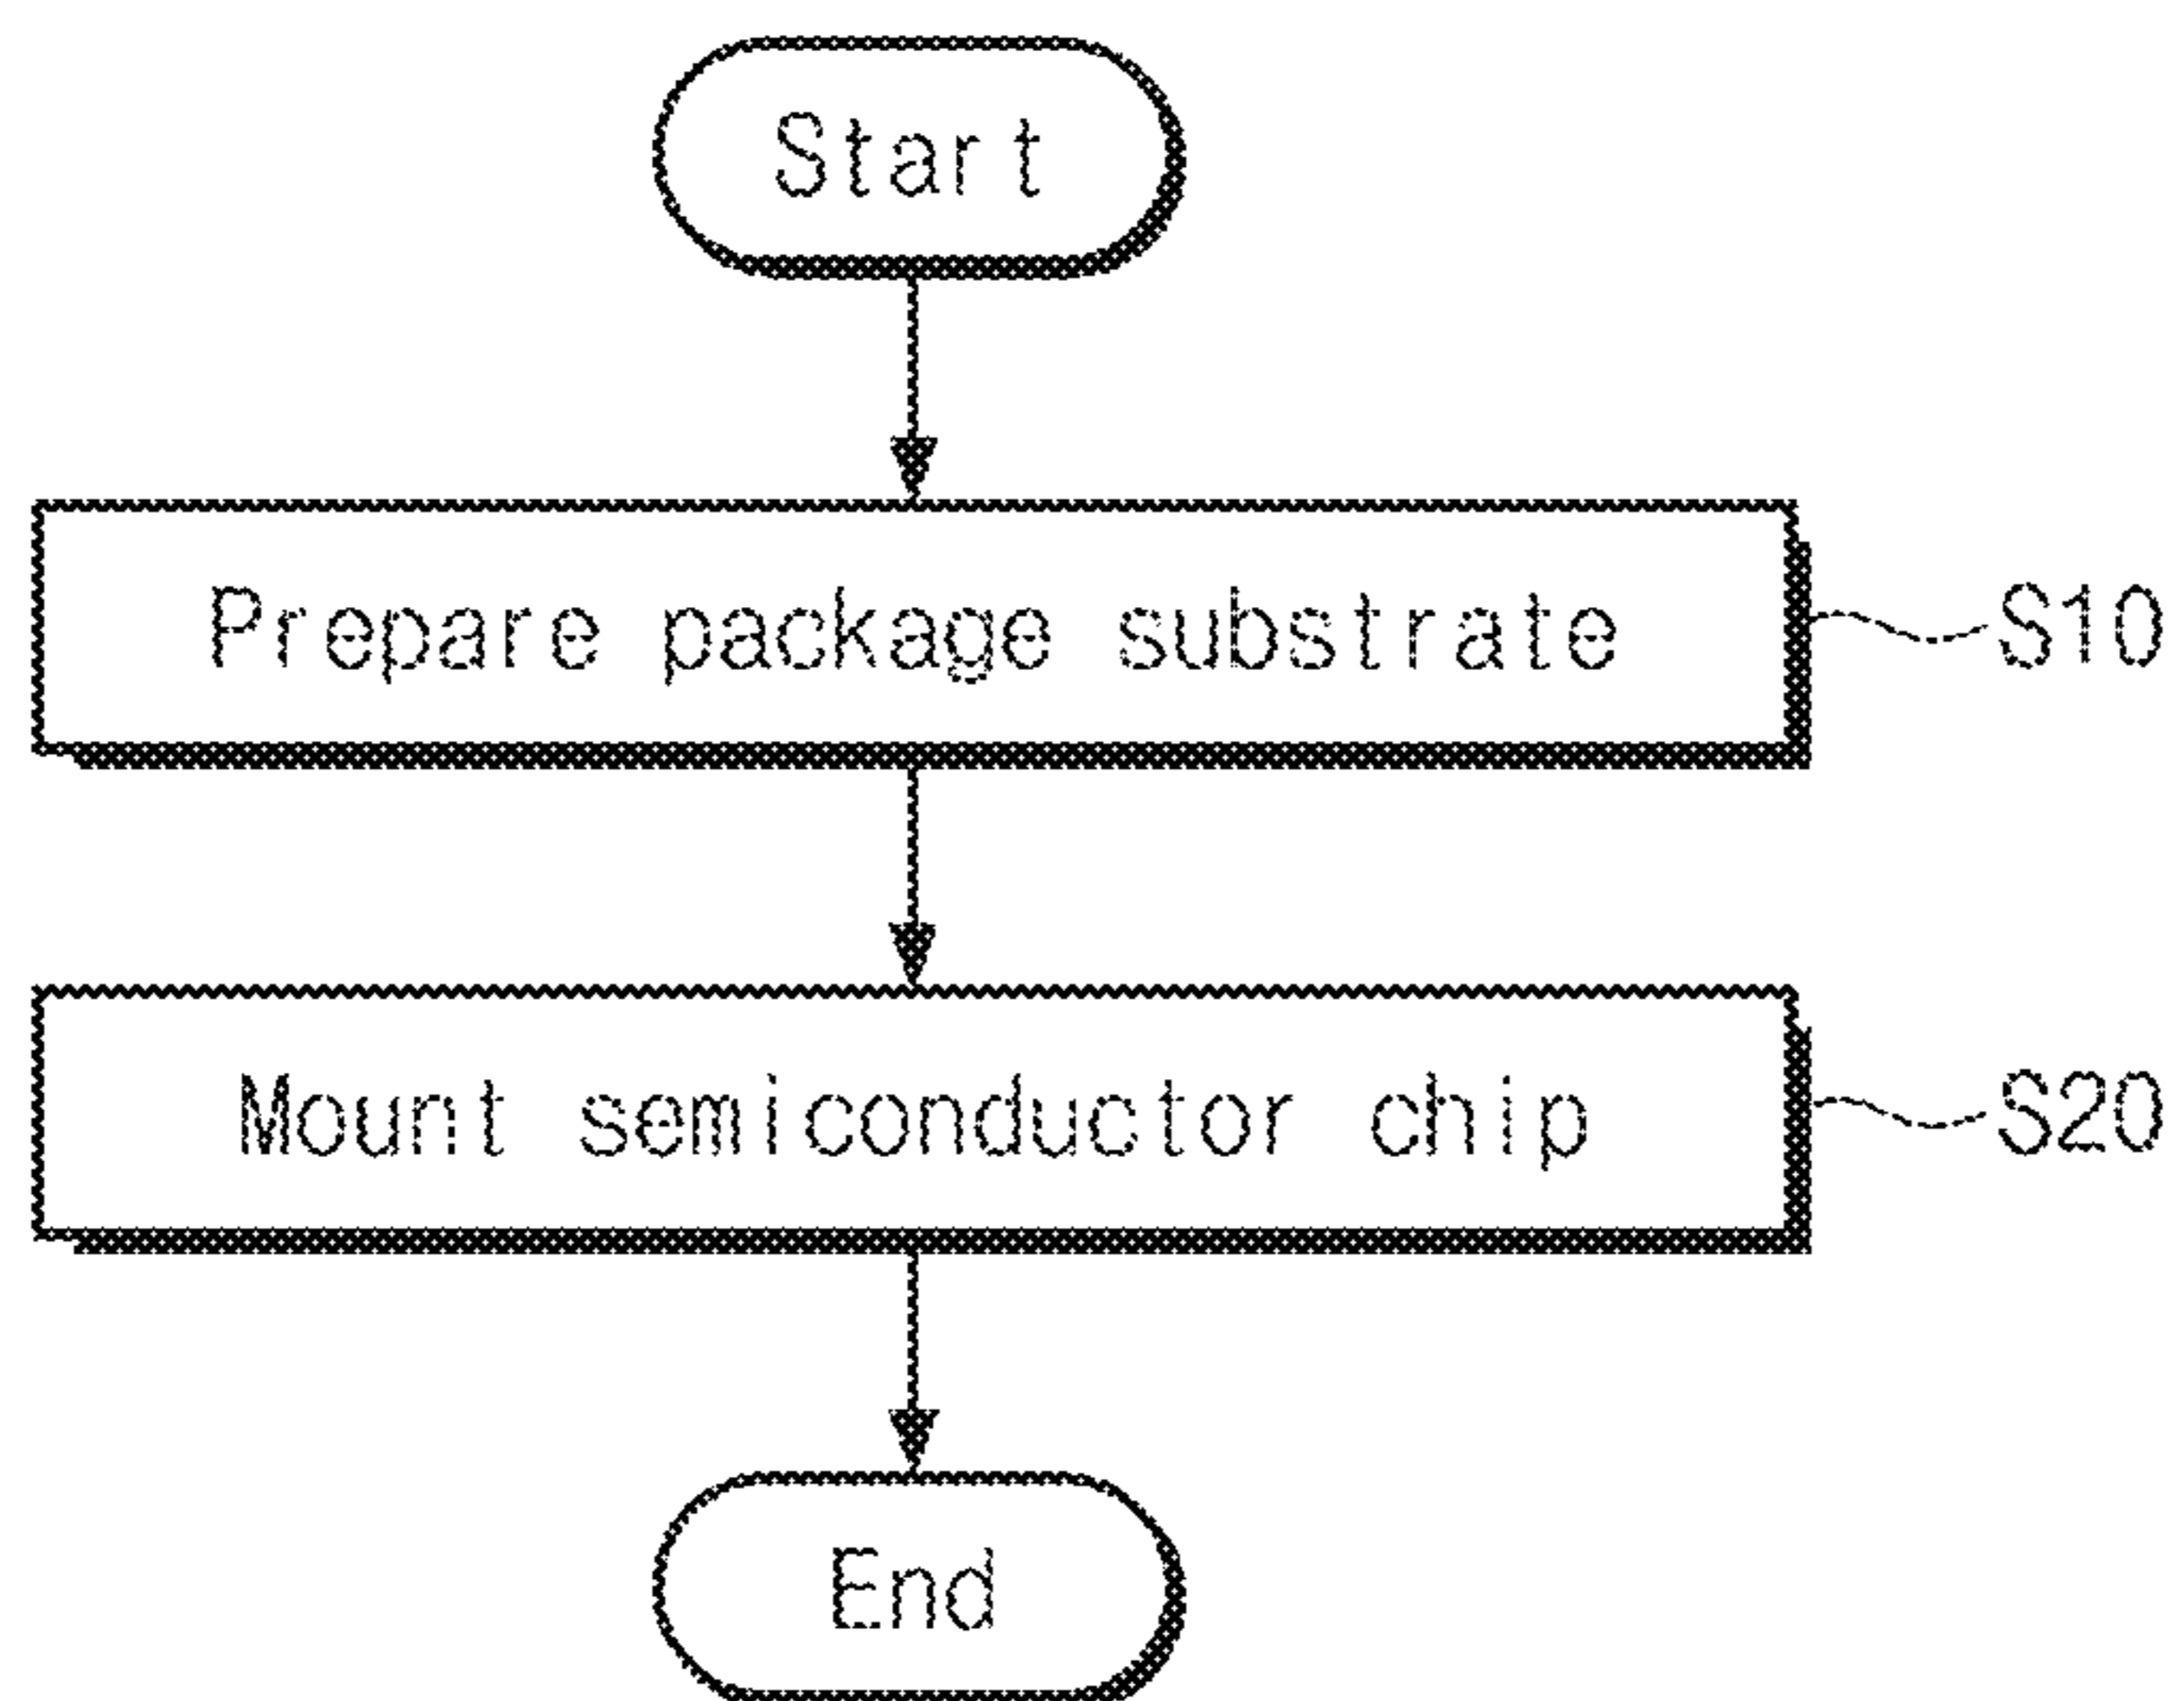 Start
Prepare package substrate
S10
Mount semiconductor chip
S20
End